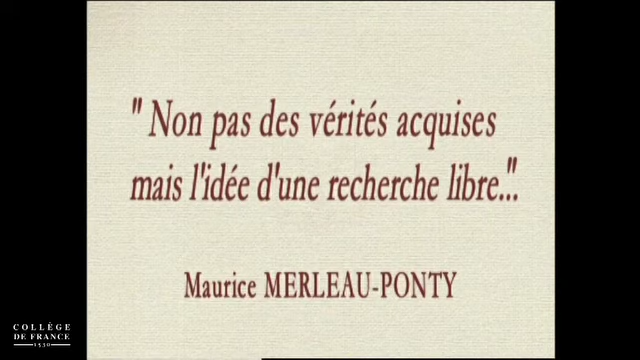 " Non pas des vérités acquises
mais l'idée d'une recherche libre..."
Maurice MERLEAU-PONTY
COLLÈGE
DE FRANCE
1530